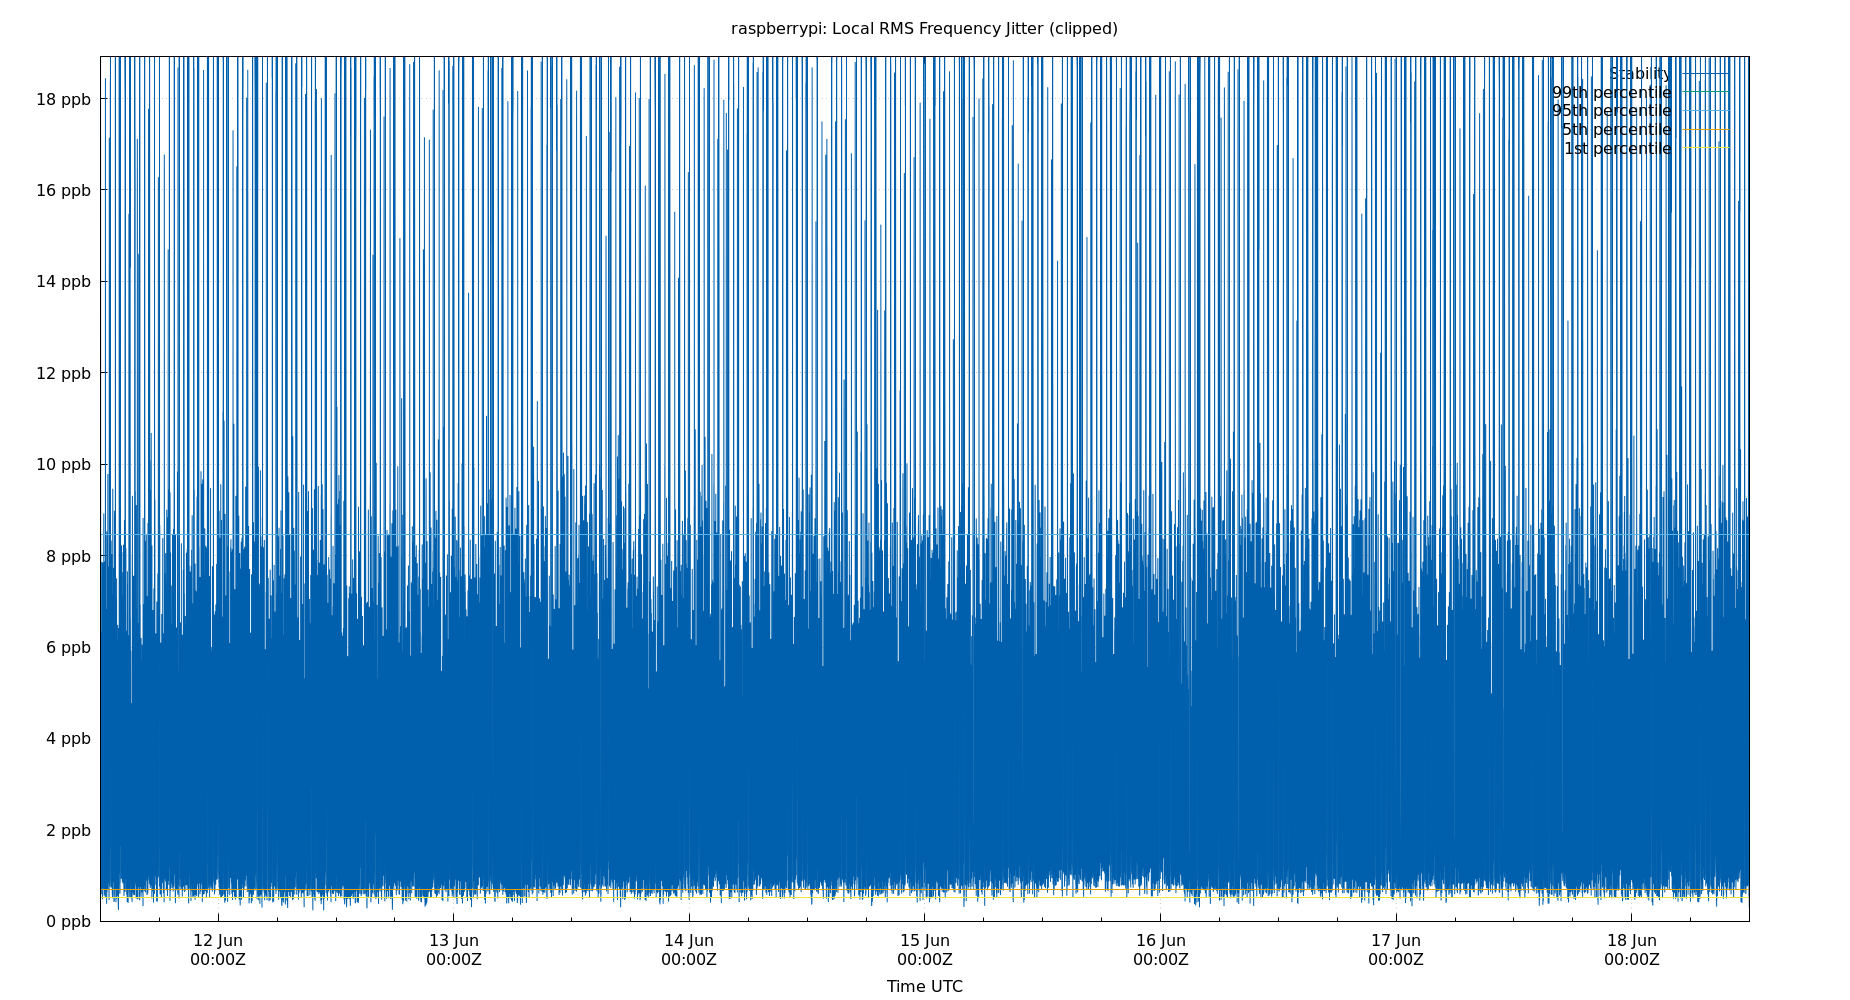 raspberrypi: Local RMS Frequency Jitter (clipped)
Stability
99th percentile
95th percentile
5th percentile
1st percentile
18 ppb
16 ppb
14 ppb
12 ppb
10 ppb
8 ppb
6 ppb
4 ppb
2 ppb
0 ppb
12 Jun 13 Jun 14 Jun 15 Jun 16 Jun 17 Jun 18 Jun
00:00Z 00:00Z 00:00Z 00:00Z 00:00Z 00:00Z 00:00Z
Time UTC